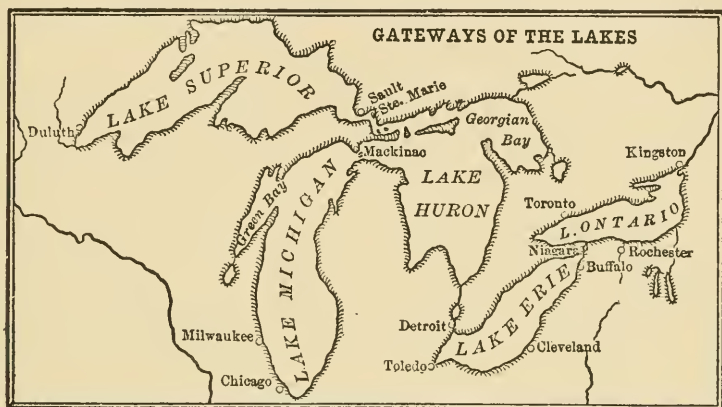 GATEWAYS OF THE LAKES
LAKE SUPERIOR
Sault
Ste. Marie
Duluth
Georgian
Bay
Mackinac
Kingston
Green Bay
LAKE MICHIGAN
LAKE
HURON
Toronto
L. ONTARIO
Niagara
Rochester
Buffalo
Detroit
LAKE ERIE
Milwaukee
Cleveland
Toledo
Chicago